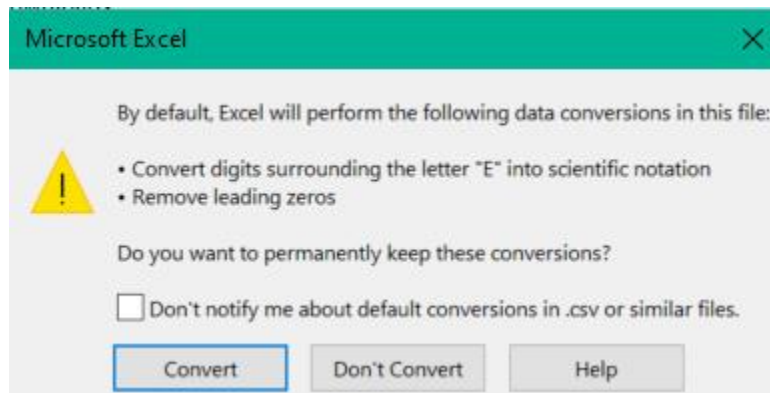 Microsoft Excel
By default, Excel will perform the following data conversions in this file:
• Convert digits surrounding the letter "E" into scientific notation
• Remove leading zeros
Do you want to permanently keep these conversions?
Don't notify me about default conversions in .csv or similar files.
Convert Don't Convert Help